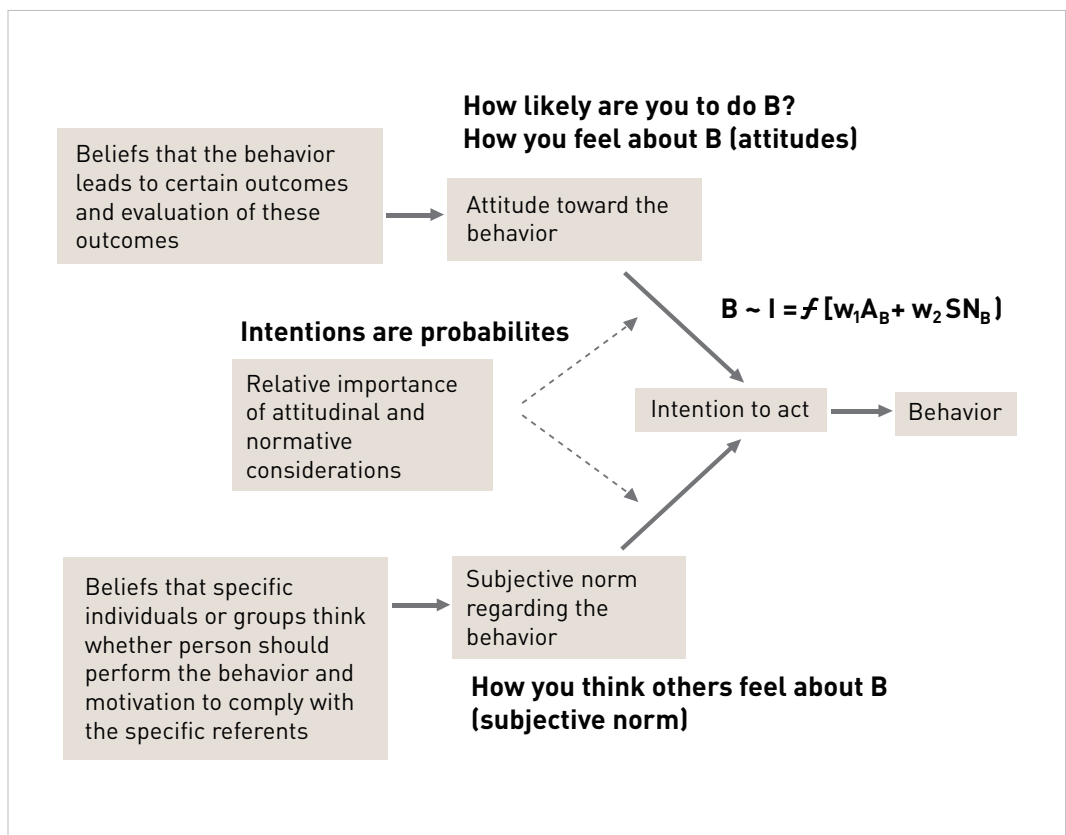 How likely are you to do B?
How you feel about B (attitudes)
Beliefs that the behavior
leads to certain outcomes
and evaluation of these
outcomes
Attitude toward the
behavior
B ~ I = ƒ [w₁A_B + w₂ SN_B )
Intentions are probabilites
Relative importance
of attitudinal and
normative
considerations
Intention to act
Behavior
Beliefs that specific
individuals or groups think
whether person should
perform the behavior and
motivation to comply with
the specific referents
Subjective norm
regarding the
behavior
How you think others feel about B
(subjective norm)